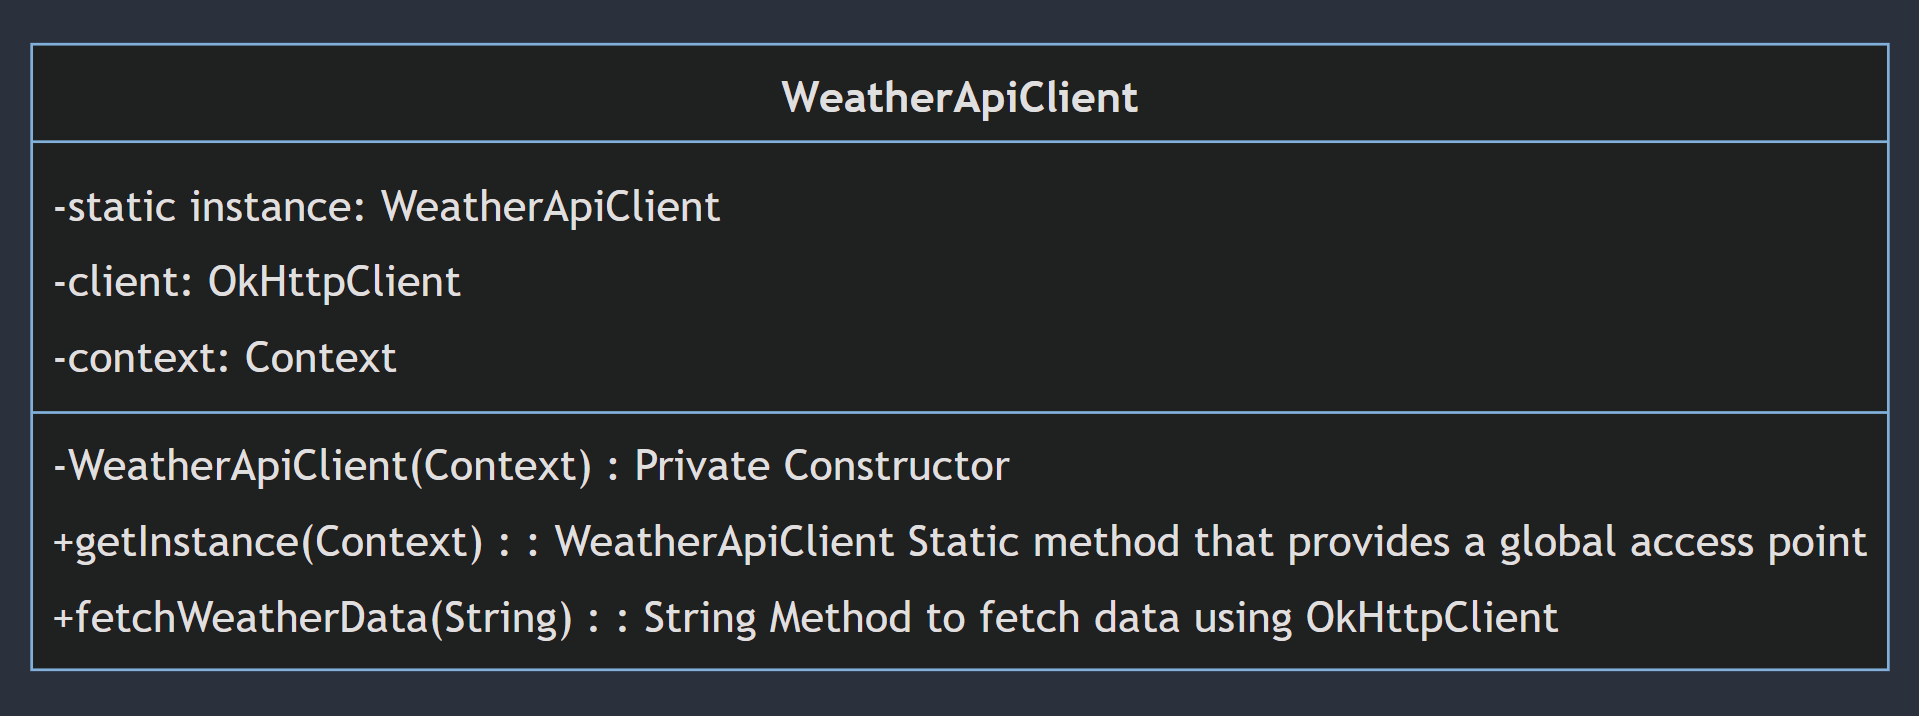 WeatherApiClient
-static instance: WeatherApiClient
-client: OkHttpClient
-context: Context
-WeatherApiClient(Context) : Private Constructor
+getInstance(Context) : : WeatherApiClient Static method that provides a global access point
+fetchWeatherData(String) : : String Method to fetch data using OkHttpClient